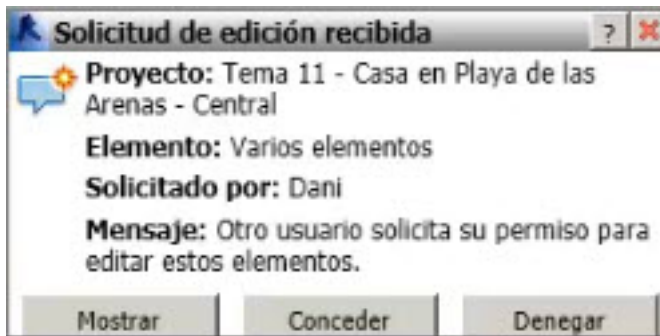 Solicitud de edición recibida ?
Proyecto: Tema 11 - Casa en Playa de las
Arenas - Central
Elemento: Varios elementos
Solicitado por: Dani
Mensaje: Otro usuario solicita su permiso para
editar estos elementos.
Mostrar Conceder Denegar